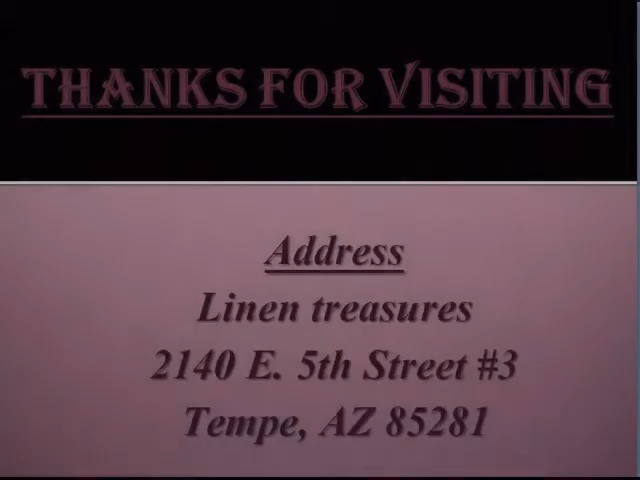 THANKS FOR VISITING
Address
Linen treasures
2140 E. 5th Street #3
Tempe, AZ 85281